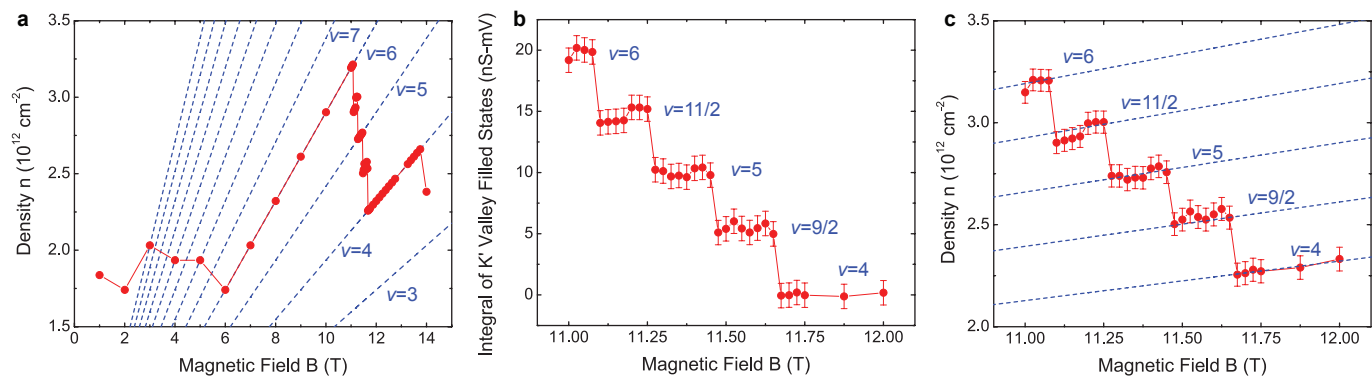 a
3.5
3.0
2.5
2.0
1.5
Density n (10¹² cm⁻²)
ν=7
ν=6
ν=5
ν=4
ν=3
0 2 4 6 8 10 12 14
Magnetic Field B (T)
b
20
15
10
5
0
Integral of K' Valley Filled States (nS-mV)
ν=6
ν=11/2
ν=5
ν=9/2
ν=4
11.00 11.25 11.50 11.75 12.00
Magnetic Field B (T)
c
3.5
3.0
2.5
2.0
Density n (10¹² cm⁻²)
ν=6
ν=11/2
ν=5
ν=9/2
ν=4
11.00 11.25 11.50 11.75 12.00
Magnetic Field B (T)